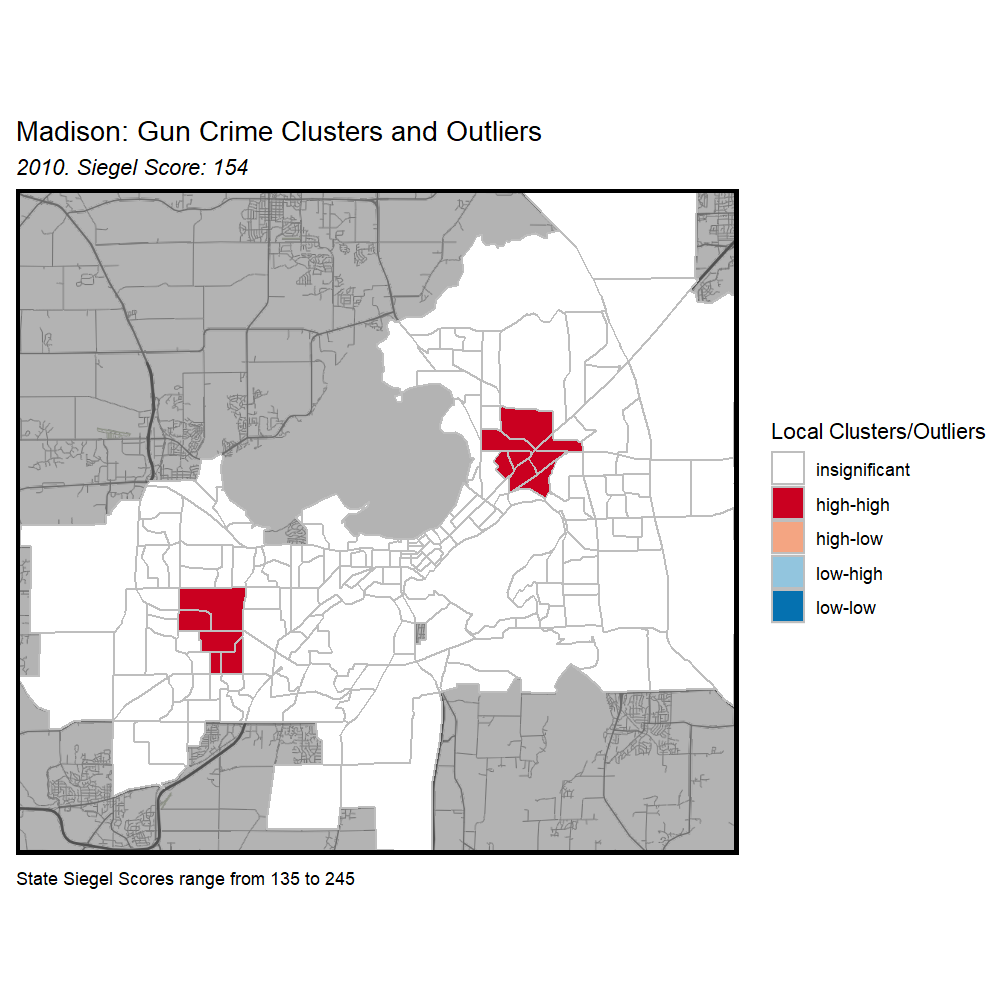 Madison: Gun Crime Clusters and Outliers
2010. Siegel Score: 154
Local Clusters/Outliers
insignificant
high-high
high-low
low-high
low-low
State Siegel Scores range from 135 to 245